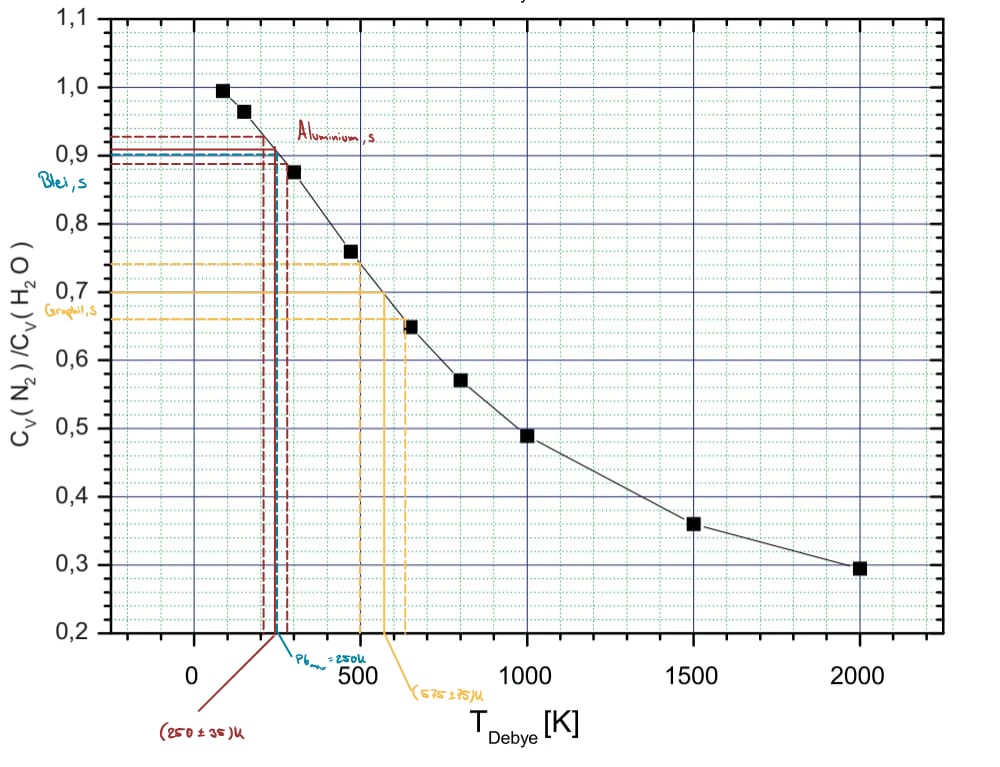 1,1
1,0
0,9
0,8
0,7
0,6
0,5
0,4
0,3
0,2
C_V(N_2)/C_V(H_2O)
Aluminium,s
Blei,s
Graphit,s
0
500
1000
1500
2000
Pb = 250K
(575 ± 75)K
(250 ± 35)K
T_Debye [K]